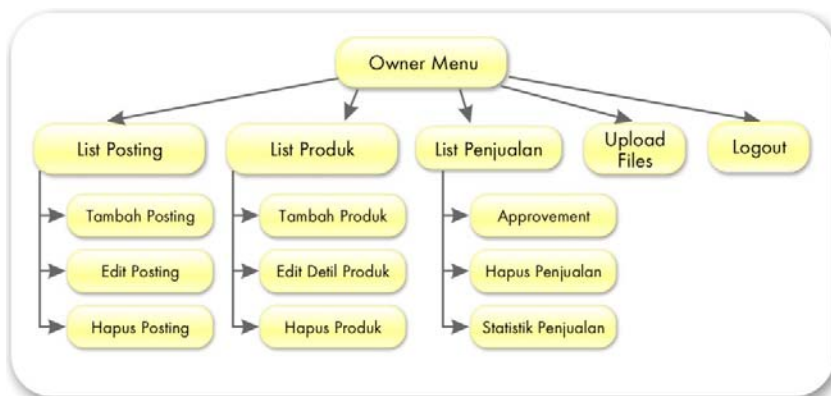 Owner Menu
List Posting
List Produk
List Penjualan
Upload
Files
Logout
Tambah Posting
Tambah Produk
Approvement
Edit Posting
Edit Detil Produk
Hapus Penjualan
Hapus Posting
Hapus Produk
Statistik Penjualan